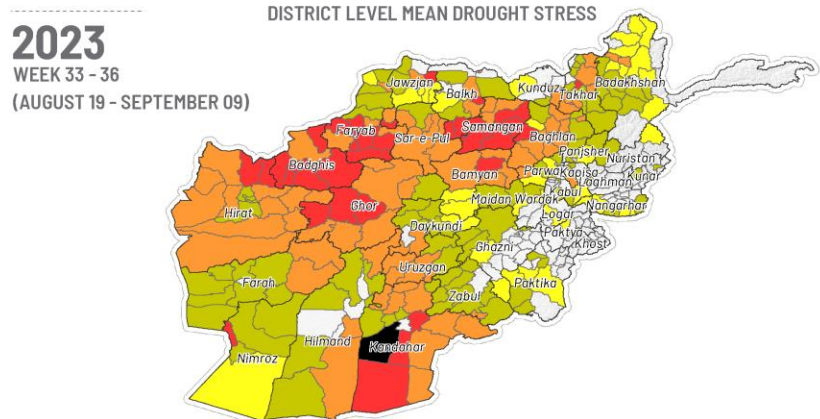 DISTRICT LEVEL MEAN DROUGHT STRESS
2023
WEEK 33 - 36
(AUGUST 19 - SEPTEMBER 09)
Jawzjan
Balkh
Kunduz
Takhar
Badakhshan
Faryab
Sar-e-Pul
Samangan
Baghlan
Panjsher
Nuristan
Badghis
Bamyan
Parwan
Kapisa
Kunar
Laghman
Kabul
Hirat
Ghor
Maidan Wardak
Nangarhar
Logar
Daykundi
Paktya
Ghazni
Khost
Uruzgan
Farah
Zabul
Paktika
Hilmand
Kandahar
Nimroz